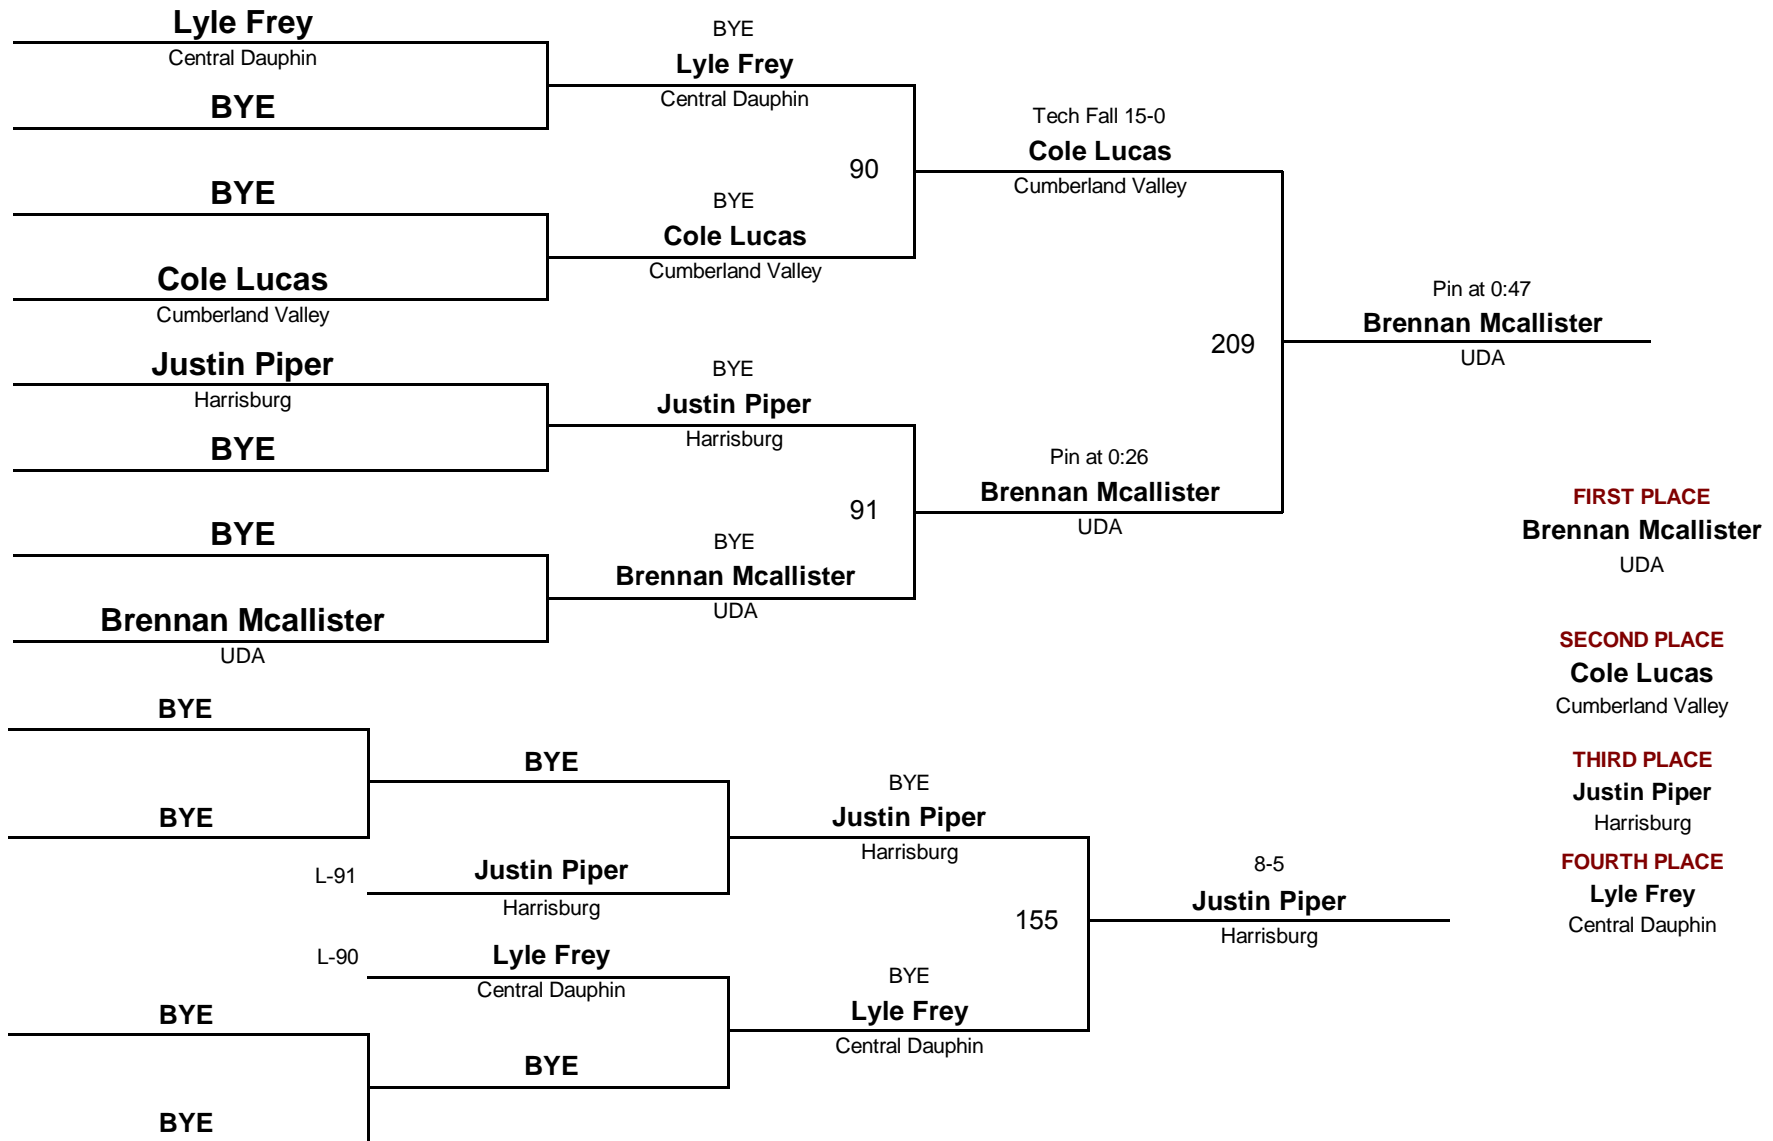 Lyle Frey
Central Dauphin
BYE
BYE
Cole Lucas
Cumberland Valley
Justin Piper
Harrisburg
BYE
BYE
Brennan Mcallister
UDA
BYE
Lyle Frey
Central Dauphin
90
BYE
Cole Lucas
Cumberland Valley
BYE
Justin Piper
Harrisburg
91
BYE
Brennan Mcallister
UDA
Tech Fall 15-0
Cole Lucas
Cumberland Valley
209
Pin at 0:26
Brennan Mcallister
UDA
Pin at 0:47
Brennan Mcallister
UDA
FIRST PLACE
Brennan Mcallister
UDA
SECOND PLACE
Cole Lucas
Cumberland Valley
THIRD PLACE
Justin Piper
Harrisburg
FOURTH PLACE
Lyle Frey
Central Dauphin
BYE
BYE
BYE
L-91
Justin Piper
Harrisburg
L-90
Lyle Frey
Central Dauphin
BYE
BYE
BYE
BYE
Justin Piper
Harrisburg
155
BYE
Lyle Frey
Central Dauphin
8-5
Justin Piper
Harrisburg